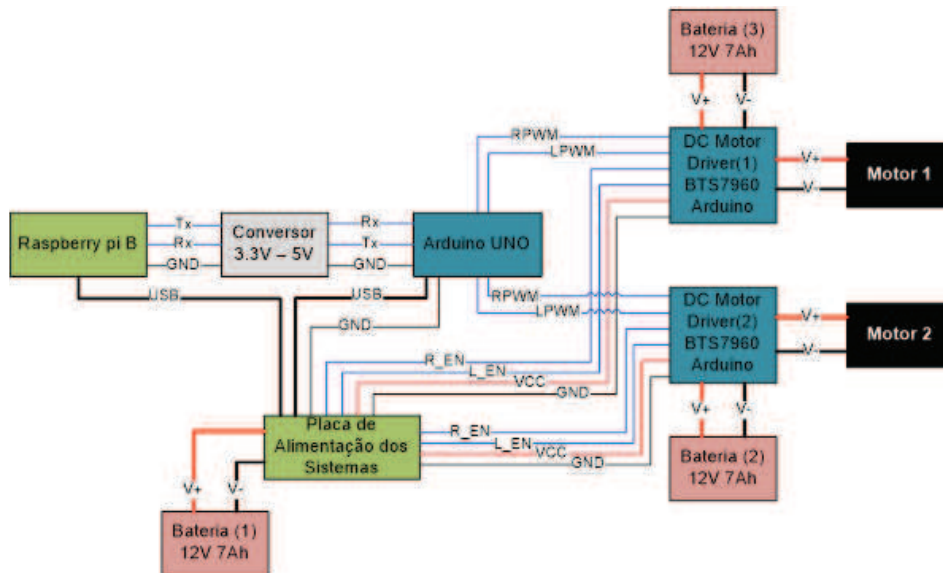 Bateria (3)
12V 7Ah
V+
V-
RPWM
LPWM
DC Motor
Driver(1)
BTS7960
Arduino
V+
V-
Motor 1
Raspberry pi B
Tx
Rx
GND
Conversor
3.3V – 5V
Rx
Tx
GND
Arduino UNO
USB
USB
GND
RPWM
LPWM
DC Motor
Driver(2)
BTS7960
Arduino
V+
V-
Motor 2
R_EN
L_EN
VCC
GND
Placa de
Alimentação dos
Sistemas
R_EN
L_EN
VCC
GND
V+
V-
Bateria (2)
12V 7Ah
V+
V-
Bateria (1)
12V 7Ah